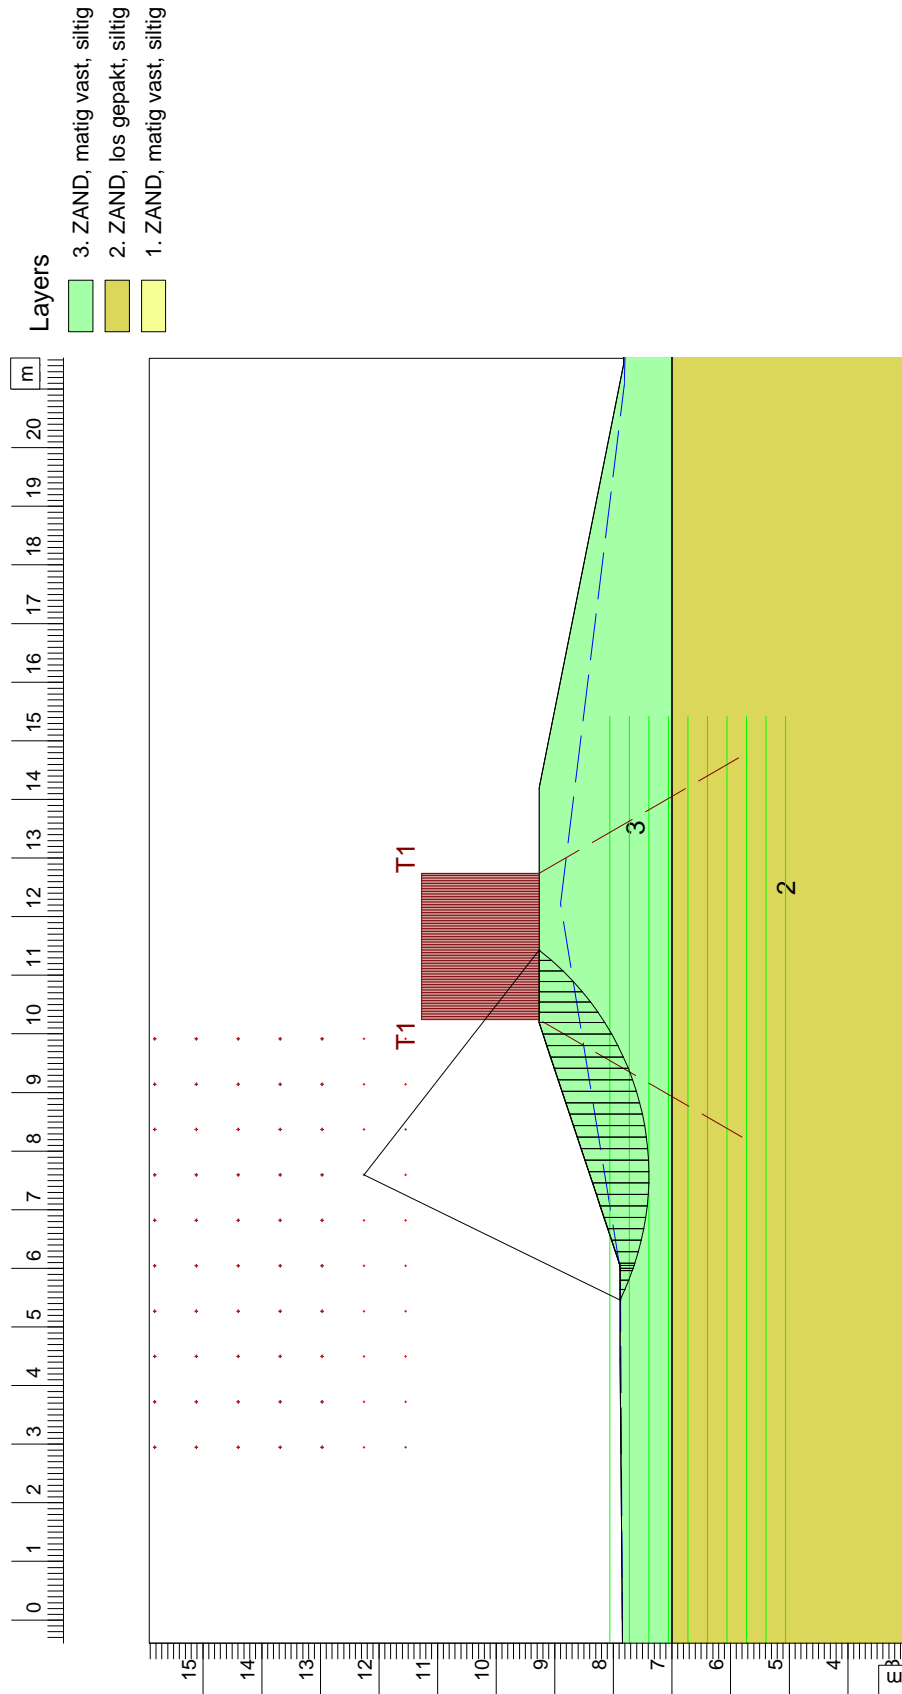 Layers
3. ZAND, matig vast, siltig
2. ZAND, los gepakt, siltig
1. ZAND, matig vast, siltig
m
0 1 2 3 4 5 6 7 8 9 10 11 12 13 14 15 16 17 18 19 20
T1 T1
3
2
15
14
13
12
11
10
9
8
7
6
5
4
3
m